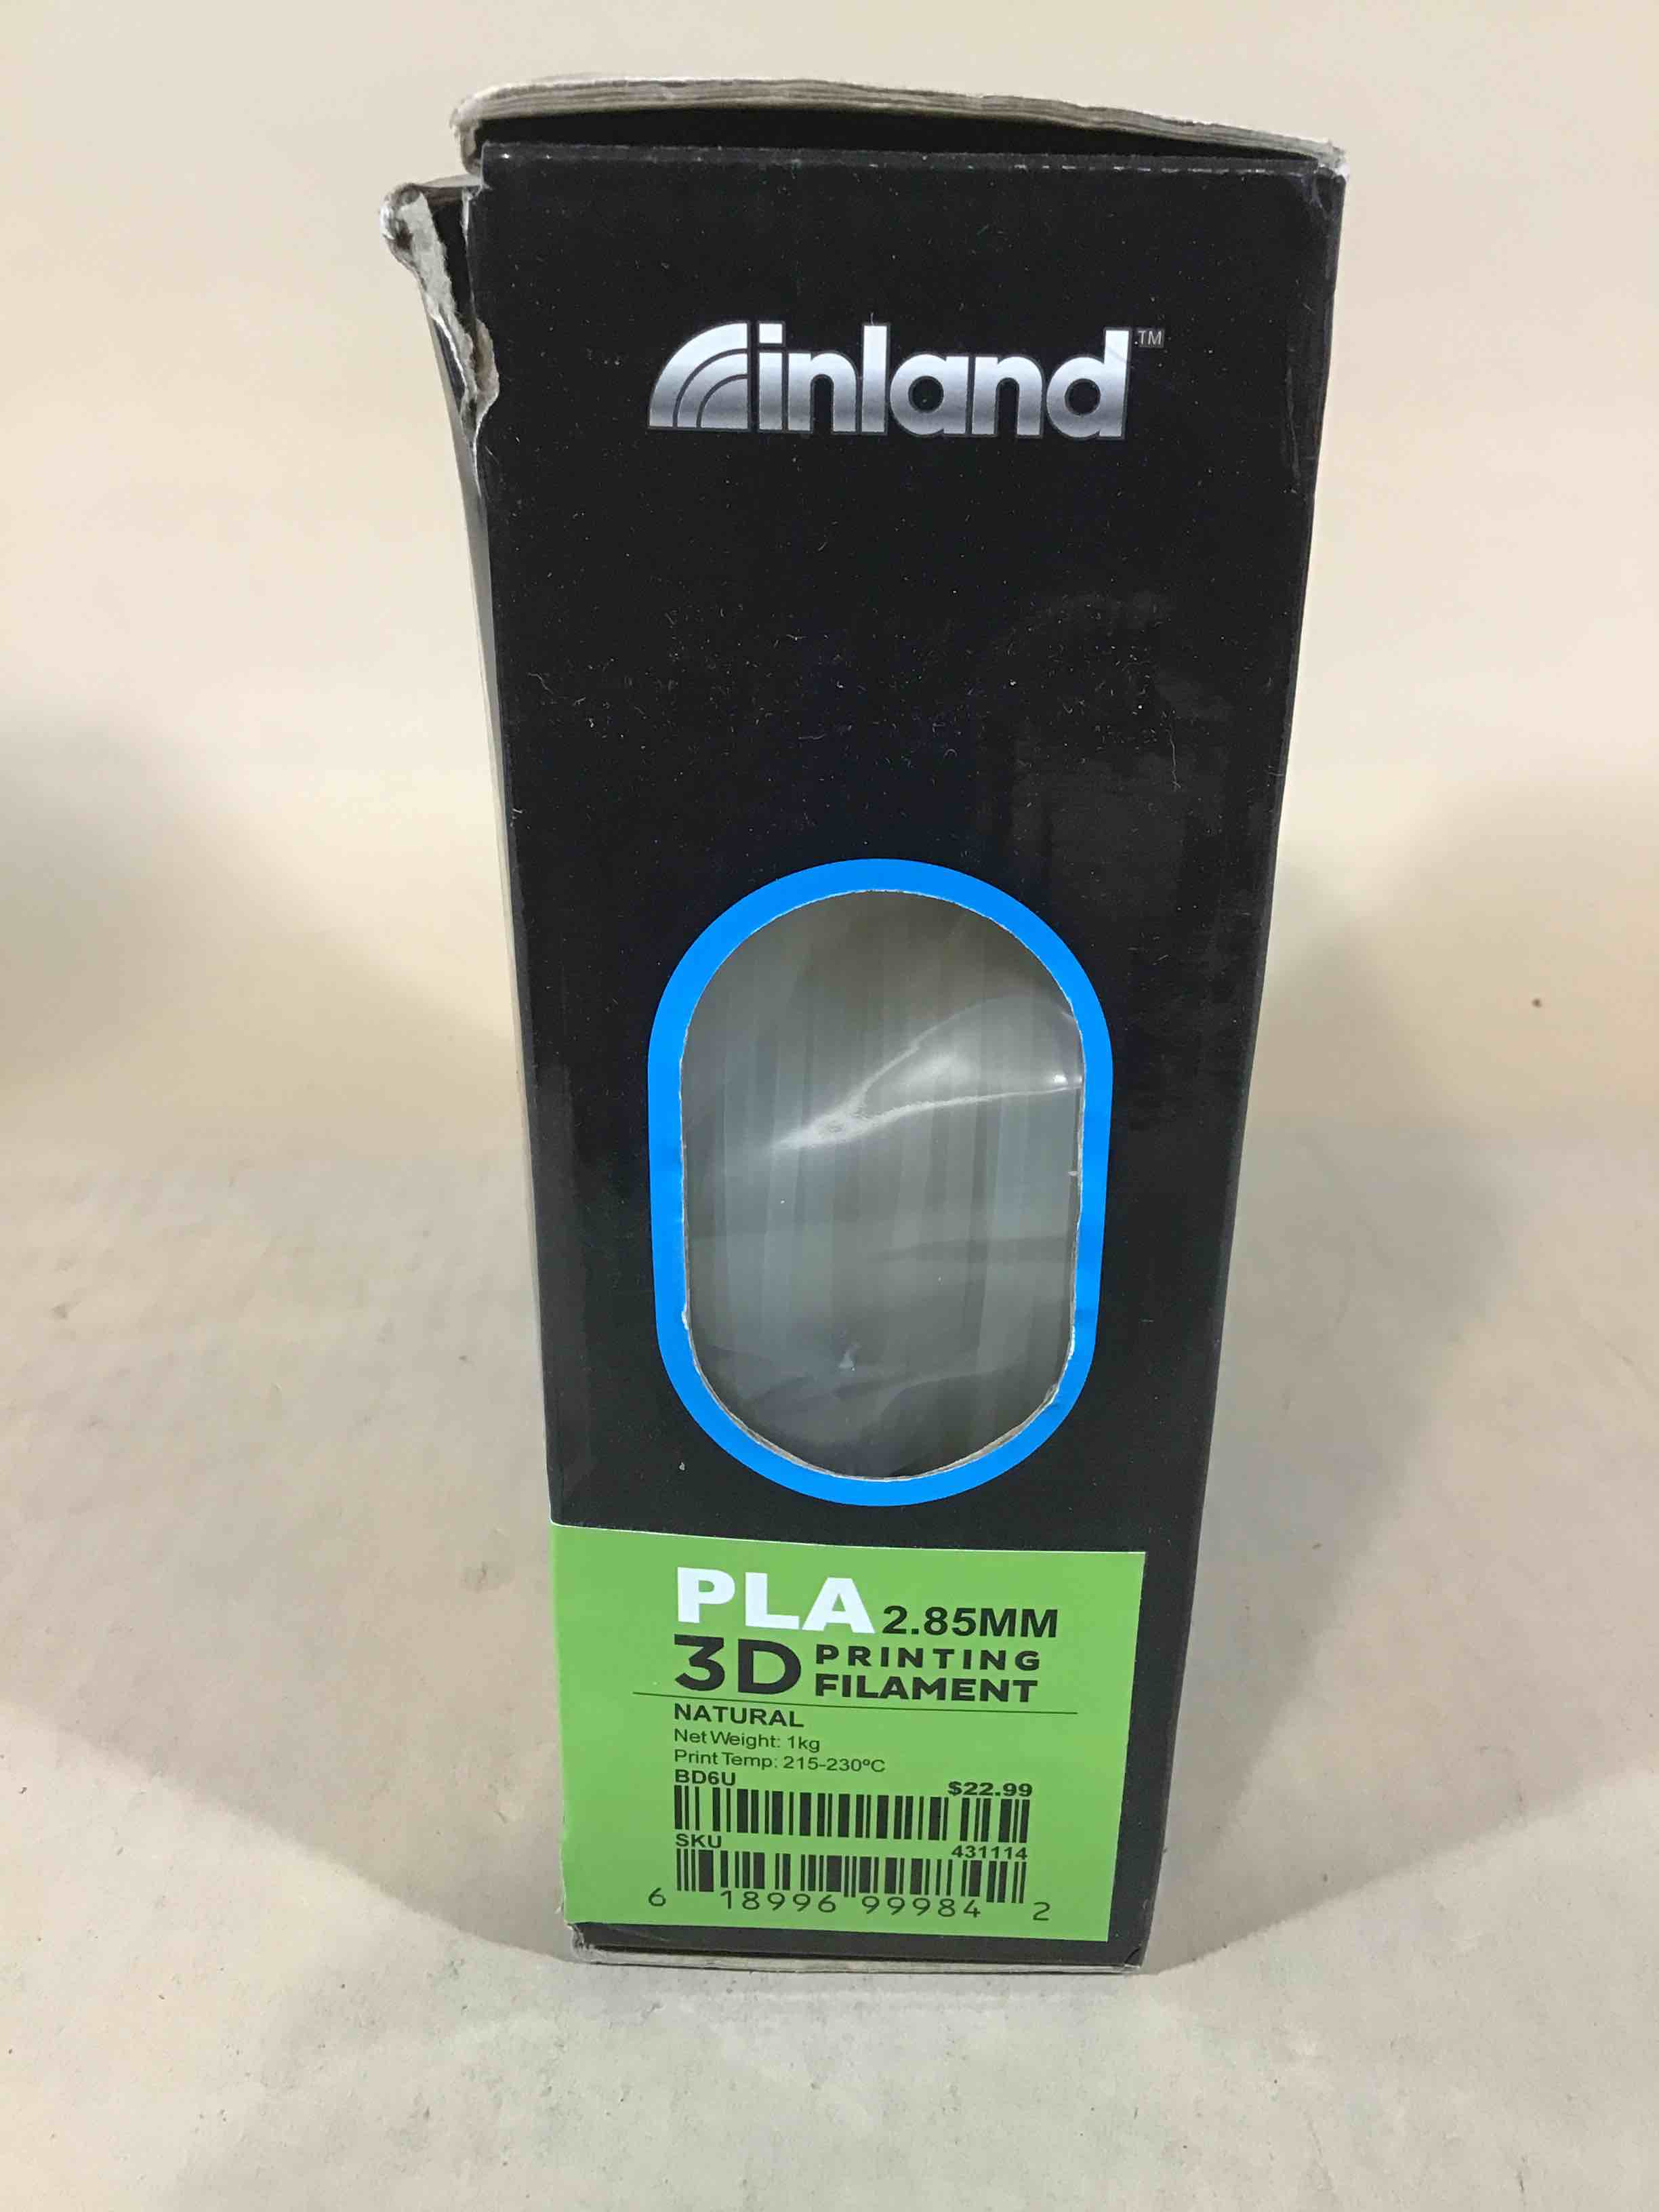 inland™
PLA 2.85MM
3D PRINTING
FILAMENT
NATURAL
Net Weight: 1kg
Print Temp: 215-230ºC
BD6U $22.99
SKU 431114
6 18996 99984 2